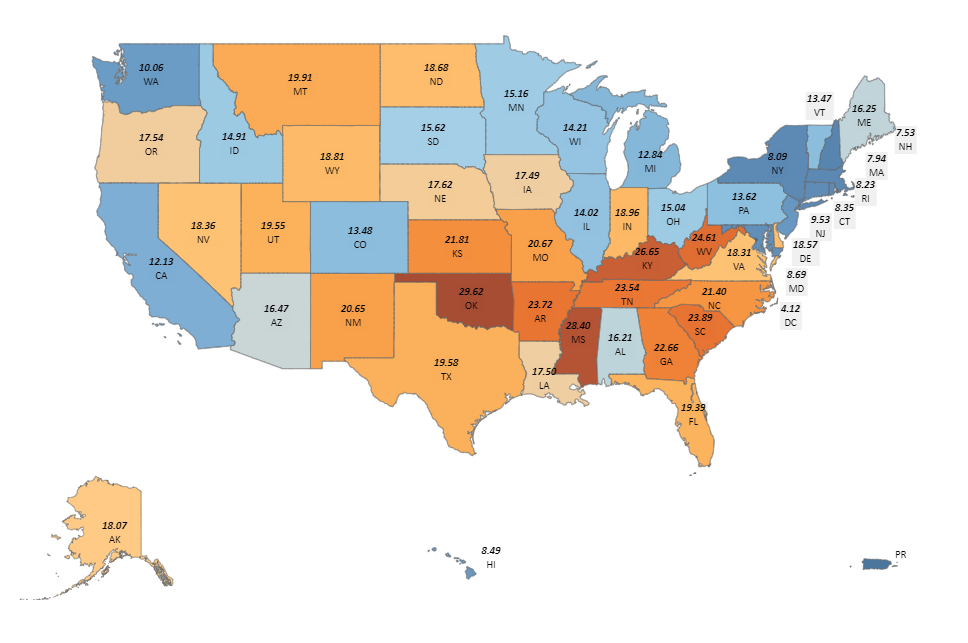 10.06
WA
19.91
MT
18.68
ND
15.16
MN
13.47
VT
16.25
ME
7.53
NH
17.54
OR
14.91
ID
15.62
SD
14.21
WI
12.84
MI
8.09
NY
7.94
MA
18.81
WY
17.62
NE
17.49
IA
8.23
RI
13.62
PA
8.35
CT
18.36
NV
19.55
UT
13.48
CO
14.02
IL
18.96
IN
15.04
OH
9.53
NJ
12.13
CA
21.81
KS
20.67
MO
26.65
KY
24.61
WV
18.31
VA
18.57
DE
8.69
MD
4.12
DC
16.47
AZ
20.65
NM
29.62
OK
23.72
AR
23.54
TN
21.40
NC
23.89
SC
28.40
MS
16.21
AL
22.66
GA
19.58
TX
17.50
LA
19.39
FL
18.07
AK
8.49
HI
PR